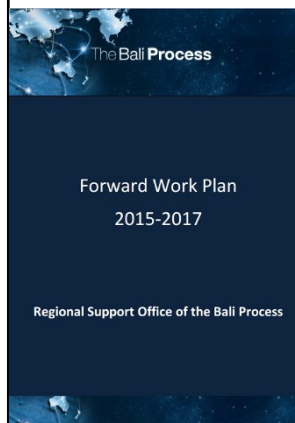 The Bali Process
Forward Work Plan
2015-2017
Regional Support Office of the Bali Process